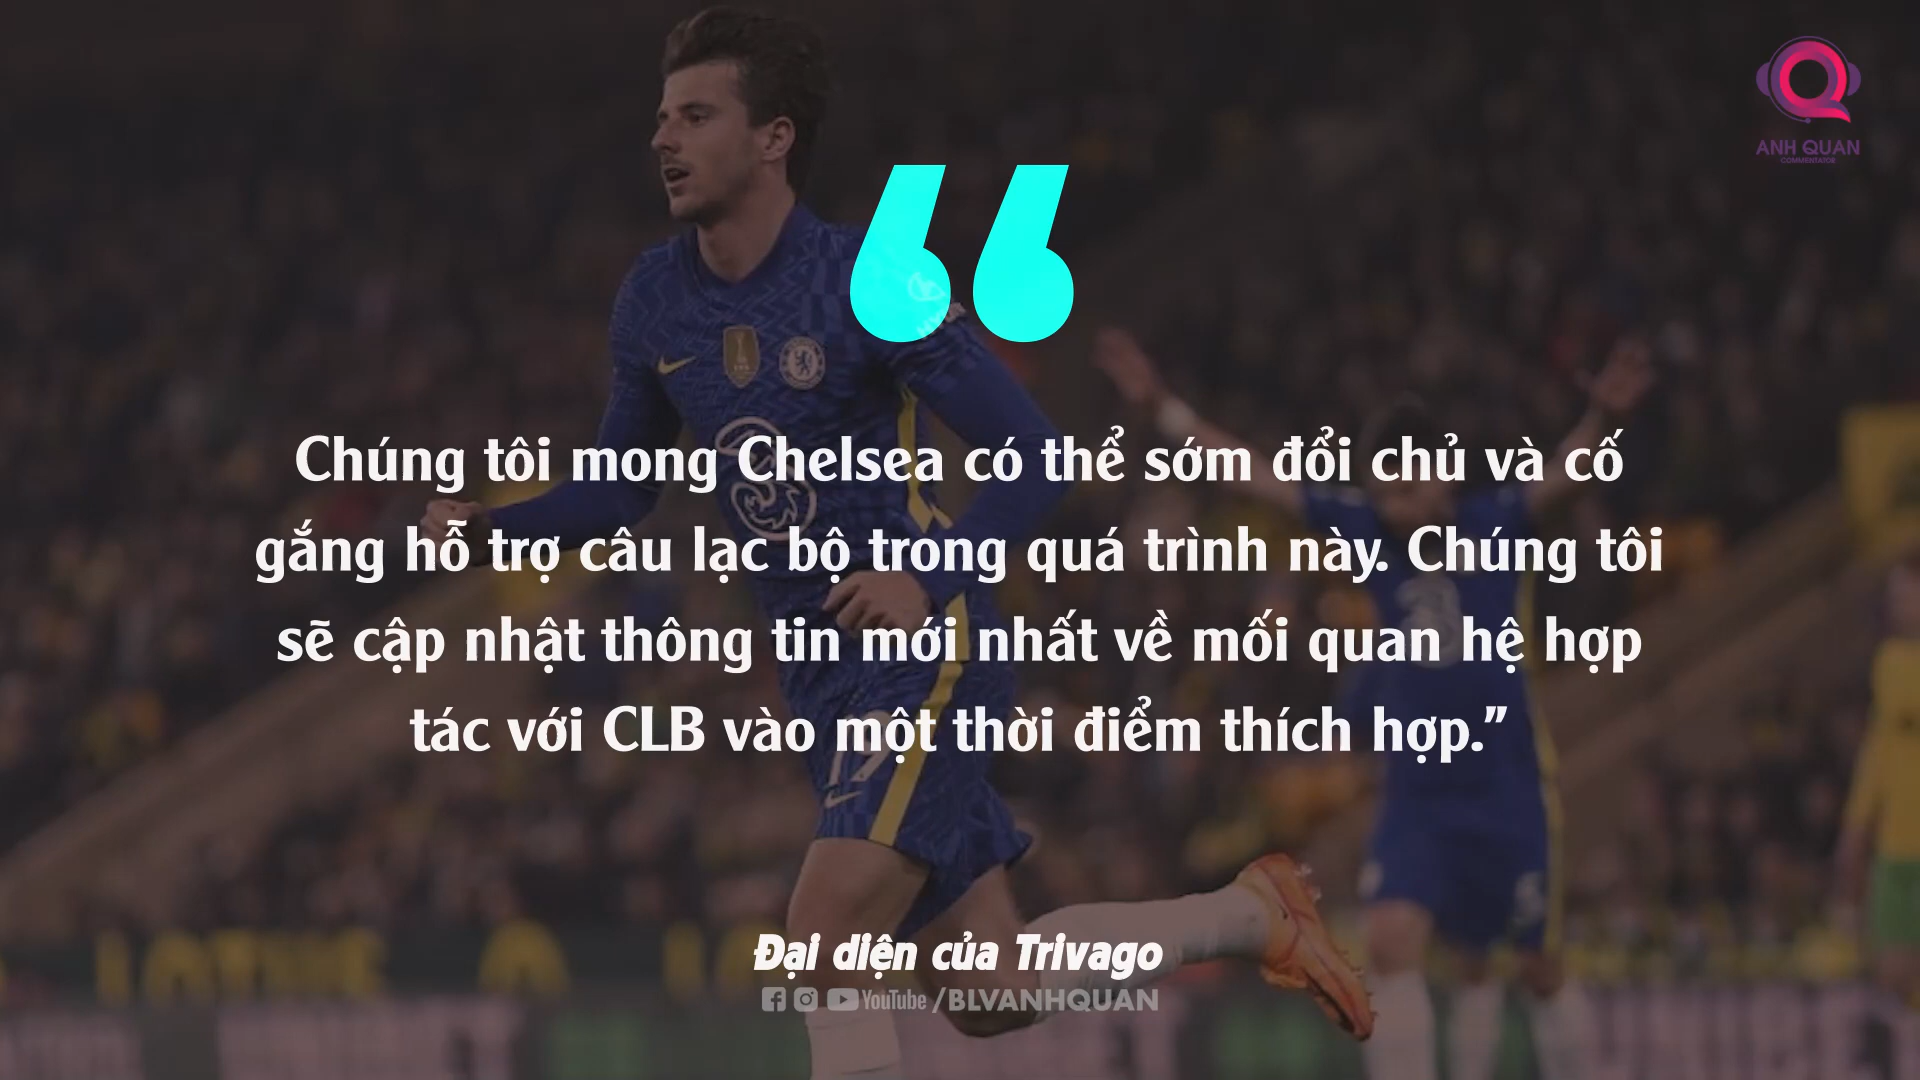 ANH QUAN
COMMENTATOR
“
Chúng tôi mong Chelsea có thể sớm đổi chủ và cố
gắng hỗ trợ câu lạc bộ trong quá trình này. Chúng tôi
sẽ cập nhật thông tin mới nhất về mối quan hệ hợp
tác với CLB vào một thời điểm thích hợp.”
19
Đại diện của Trivago
YouTube /BLVANHQUAN